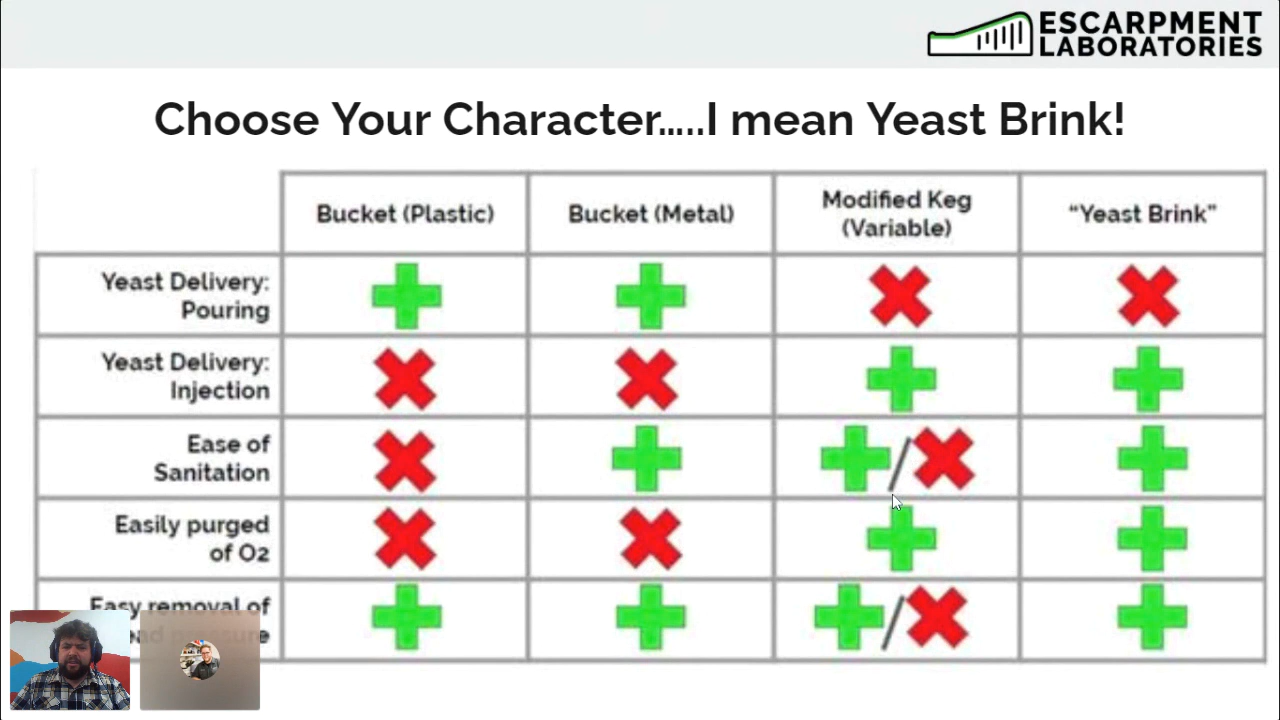 ESCARPMENT
LABORATORIES
Choose Your Character.....I mean Yeast Brink!
Bucket (Plastic)
Bucket (Metal)
Modified Keg
(Variable)
“Yeast Brink”
Yeast Delivery:
Pouring
Yeast Delivery:
Injection
Ease of
Sanitation
Easily purged
of O2
Easy removal of